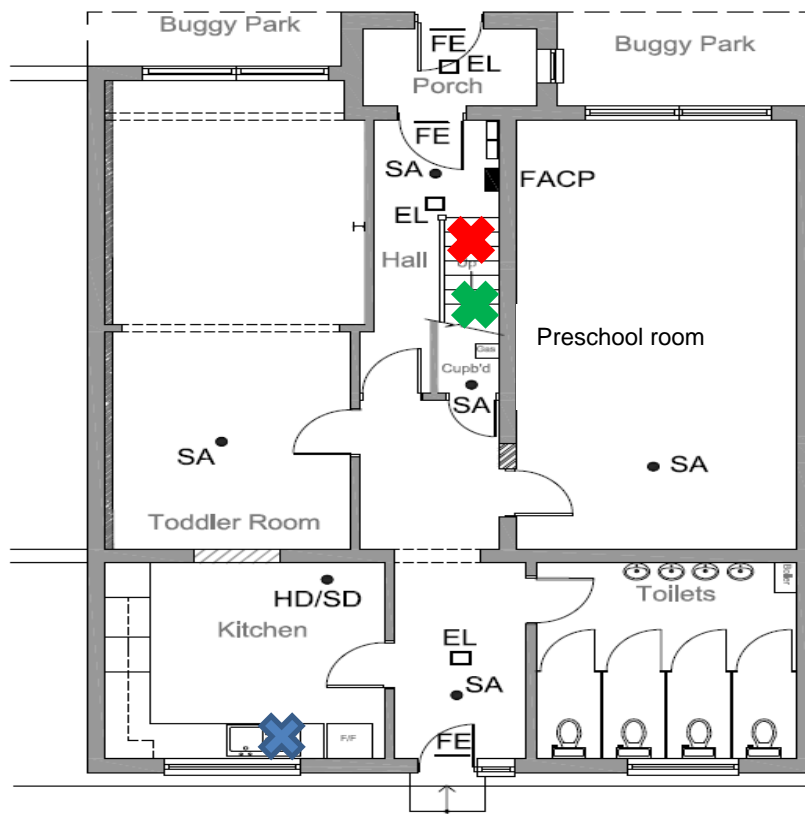 Buggy Park
FE
EL
Porch
Buggy Park
FE
SA
FACP
EL
Hall
Up
Preschool room
Gas
Cupb'd
SA
SA
SA
Toddler Room
HD/SD
Kitchen
EL
SA
Toilets
Boiler
F/F
FE